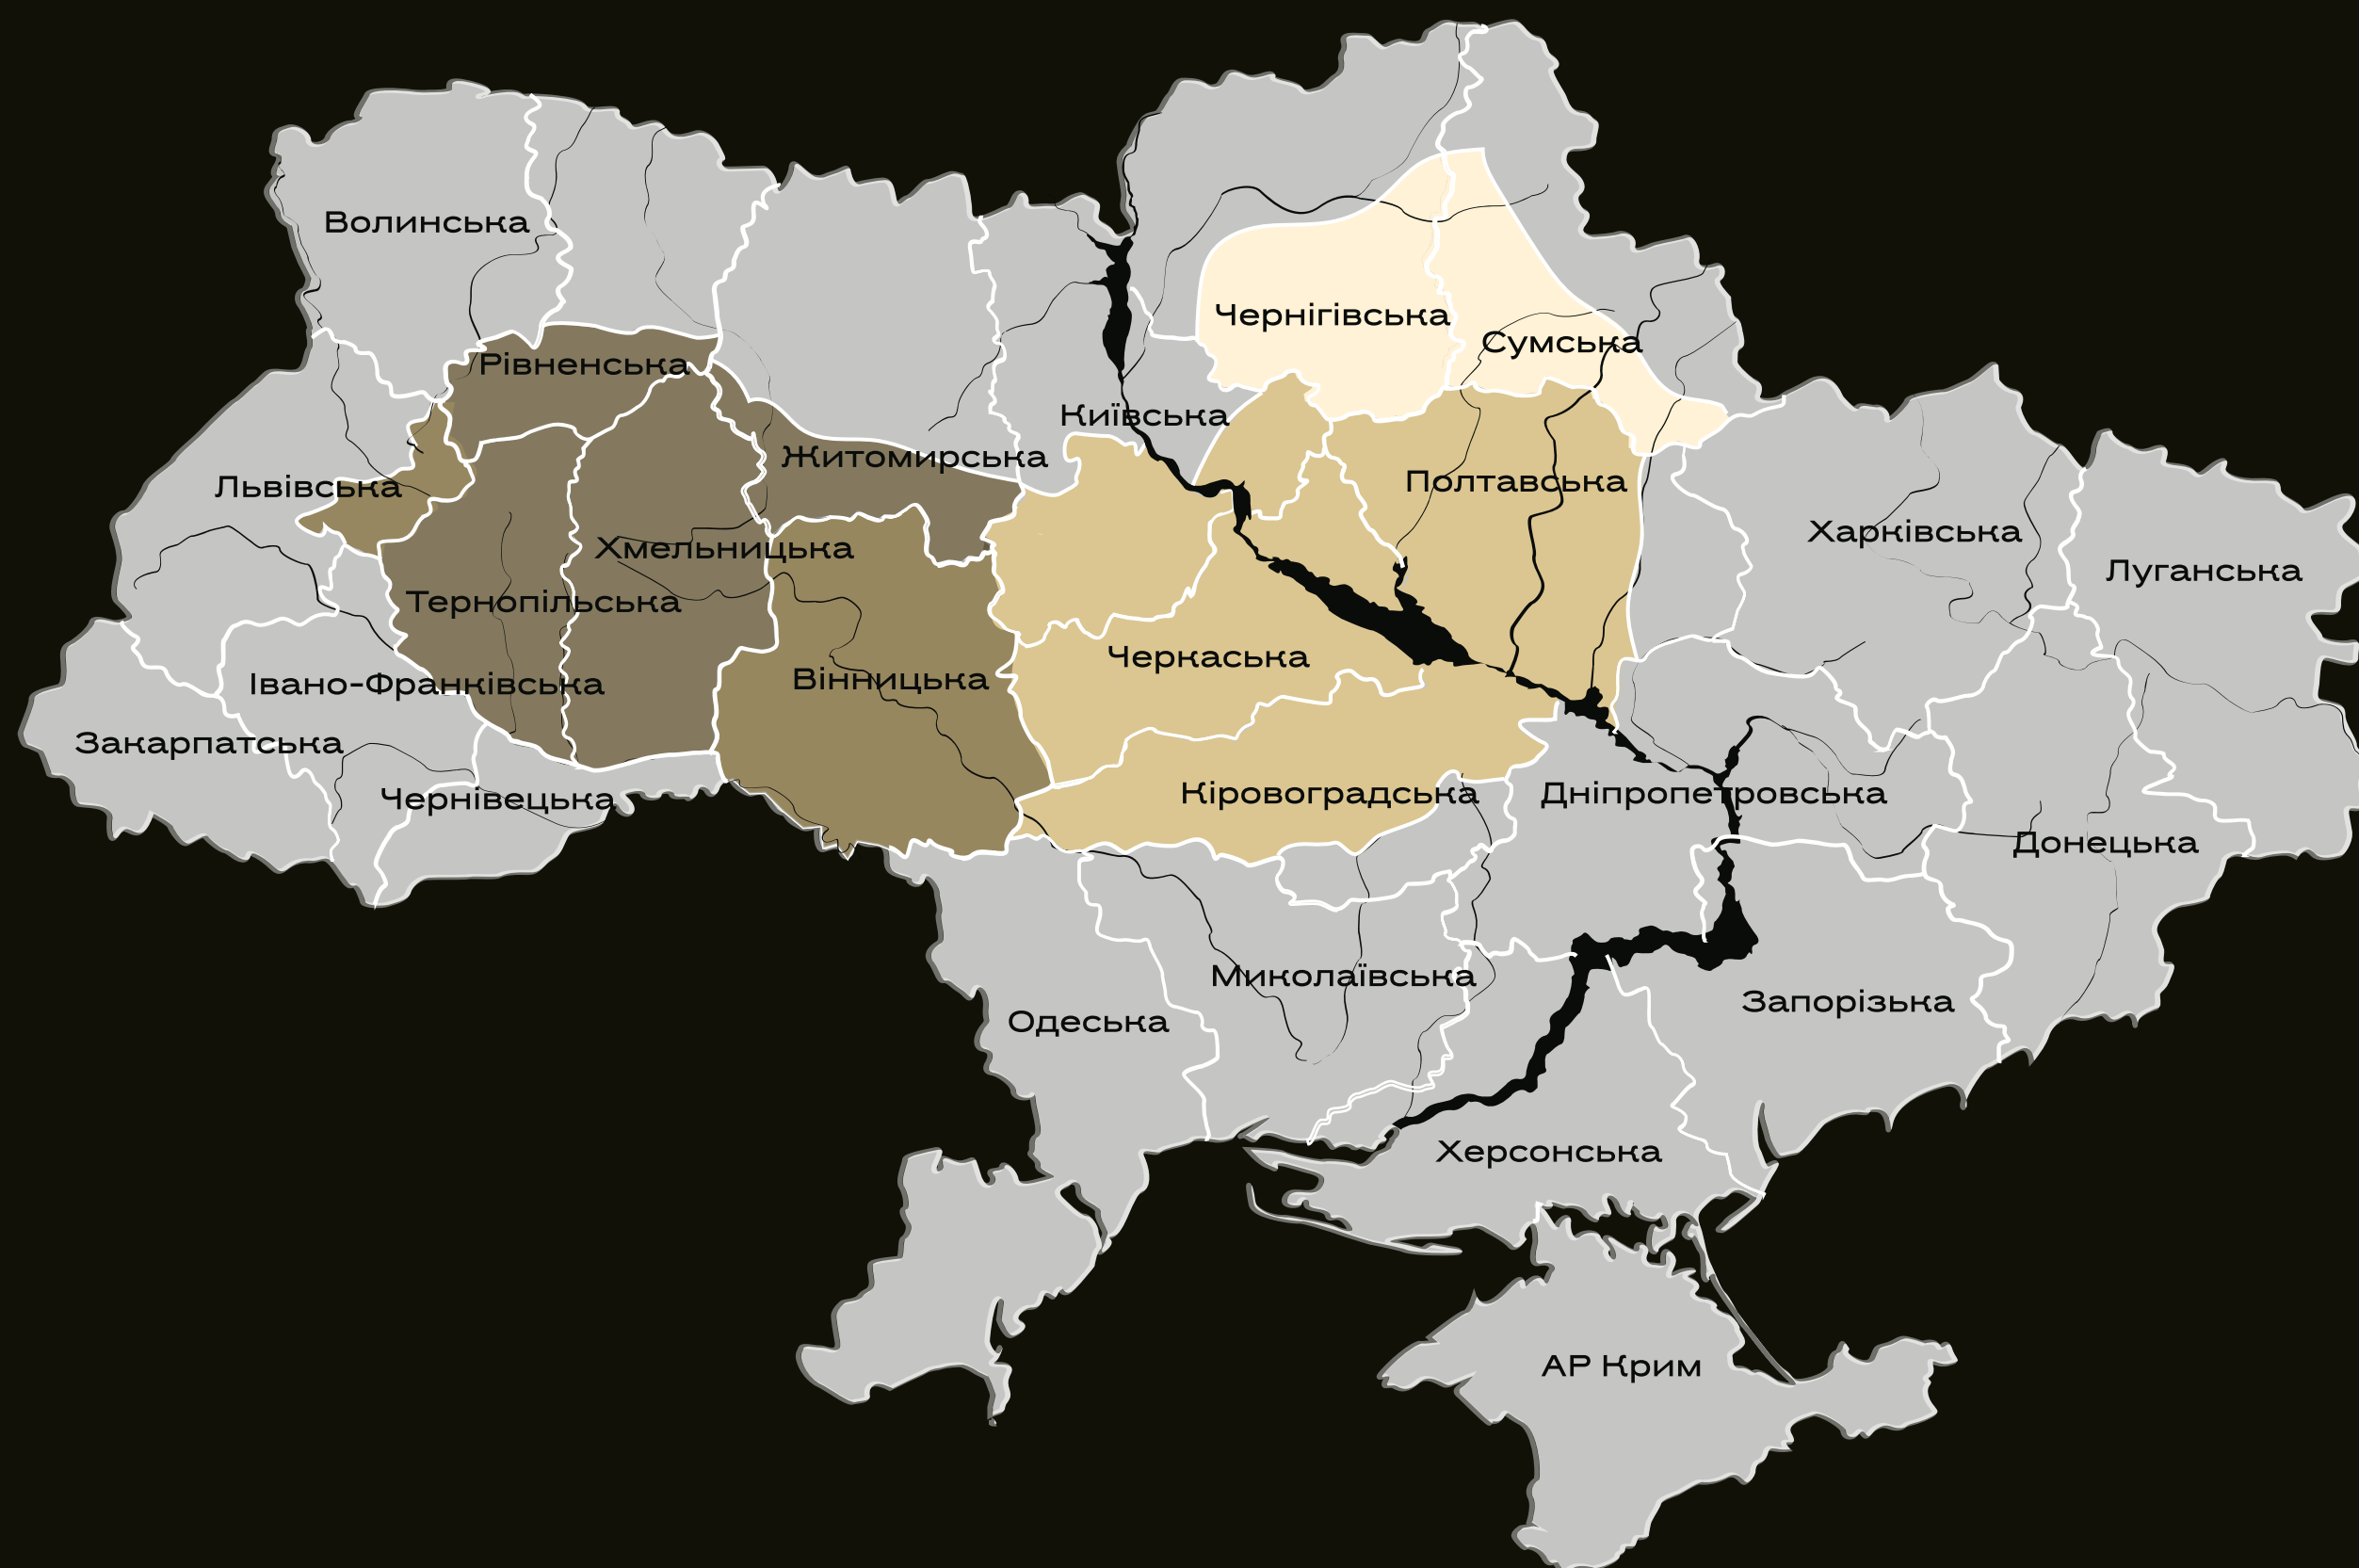 Волинська
Чернігівська
Сумська
Рівненська
Київська
Житомирська
Полтавська
Львівська
Харківська
Хмельницька
Луганська
Тернопільська
Черкаська
Вінницька
Івано-Франківська
Закарпатська
Кіровоградська
Дніпропетровська
Чернівецька
Донецька
Миколаївська
Запорізька
Одеська
Херсонська
АР Крим